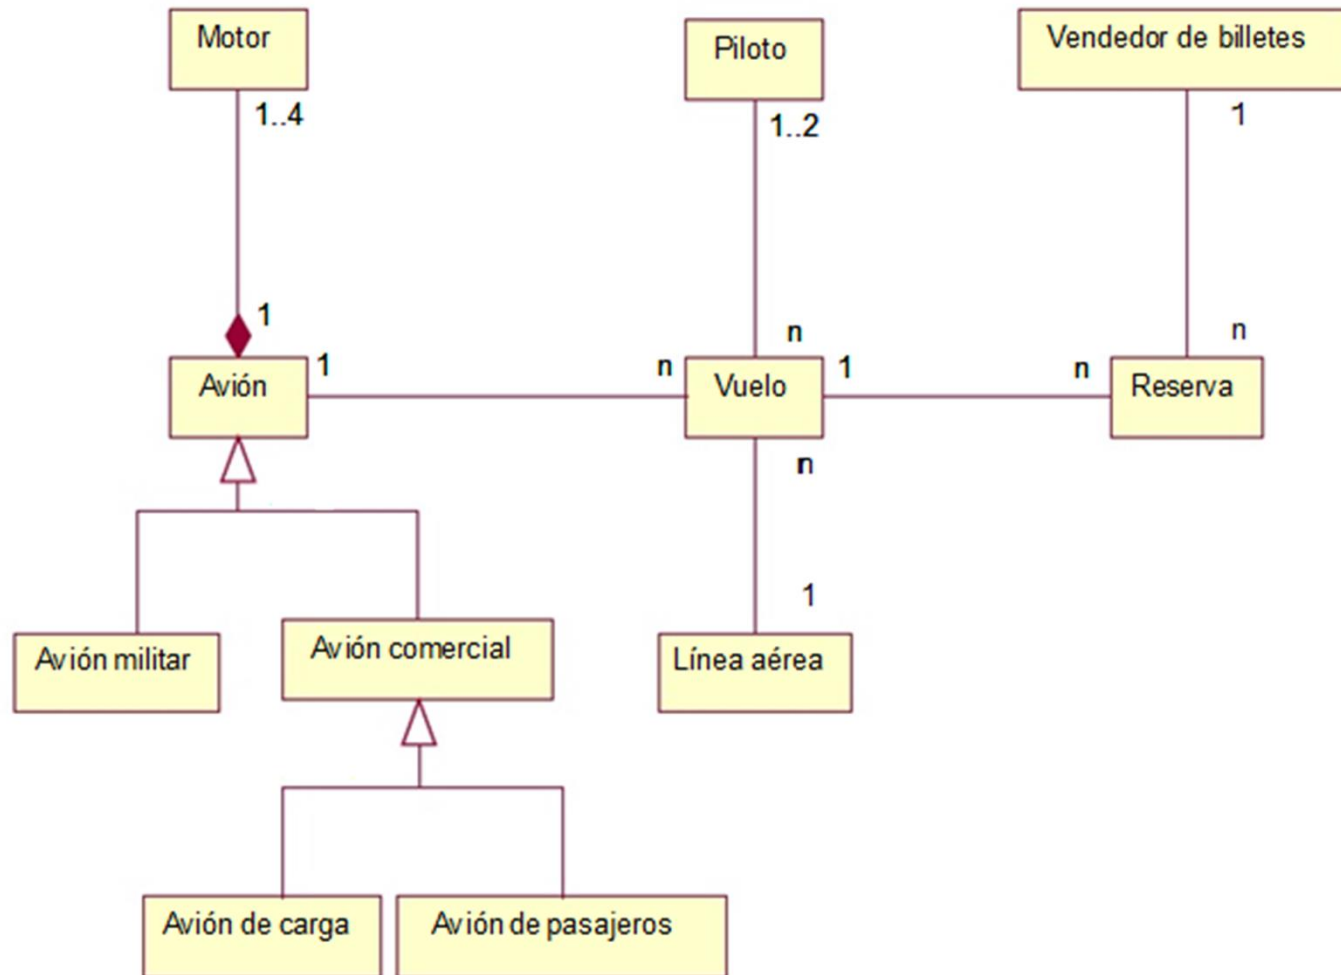 Motor
Piloto
Vendedor de billetes
1..4
1..2
1
1
n
n
1
n
1
n
Avión
Vuelo
Reserva
n
1
Avión militar
Avión comercial
Línea aérea
Avión de carga
Avión de pasajeros